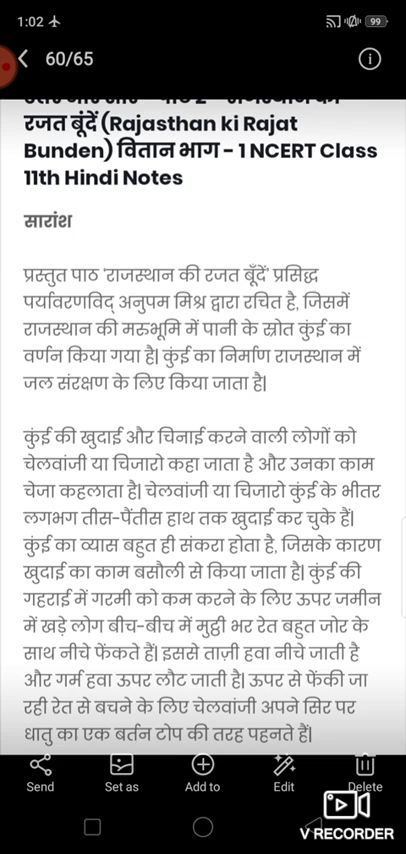 1:02
99
60/65
रजत बूंदें (Rajasthan ki Rajat
Bunden) वितान भाग - 1 NCERT Class
11th Hindi Notes
सारांश
प्रस्तुत पाठ 'राजस्थान की रजत बूँदें' प्रसिद्ध
पर्यावरणविद् अनुपम मिश्र द्वारा रचित है, जिसमें
राजस्थान की मरुभूमि में पानी के स्रोत कुंई का
वर्णन किया गया है| कुंई का निर्माण राजस्थान में
जल संरक्षण के लिए किया जाता है|
कुंई की खुदाई और चिनाई करने वाली लोगों को
चेलवांजी या चिजारो कहा जाता है और उनका काम
चेजा कहलाता है| चेलवांजी या चिजारो कुंई के भीतर
लगभग तीस-पैंतीस हाथ तक खुदाई कर चुके हैं|
कुंई का व्यास बहुत ही संकरा होता है, जिसके कारण
खुदाई का काम बसौली से किया जाता है| कुंई की
गहराई में गरमी को कम करने के लिए ऊपर जमीन
में खड़े लोग बीच-बीच में मुट्ठी भर रेत बहुत जोर के
साथ नीचे फेंकते हैं| इससे ताज़ी हवा नीचे जाती है
और गर्म हवा ऊपर लौट जाती है| ऊपर से फेंकी जा
रही रेत से बचने के लिए चेलवांजी अपने सिर पर
धातु का एक बर्तन टोप की तरह पहनते हैं|
Send Set as Add to Edit Delete
V RECORDER